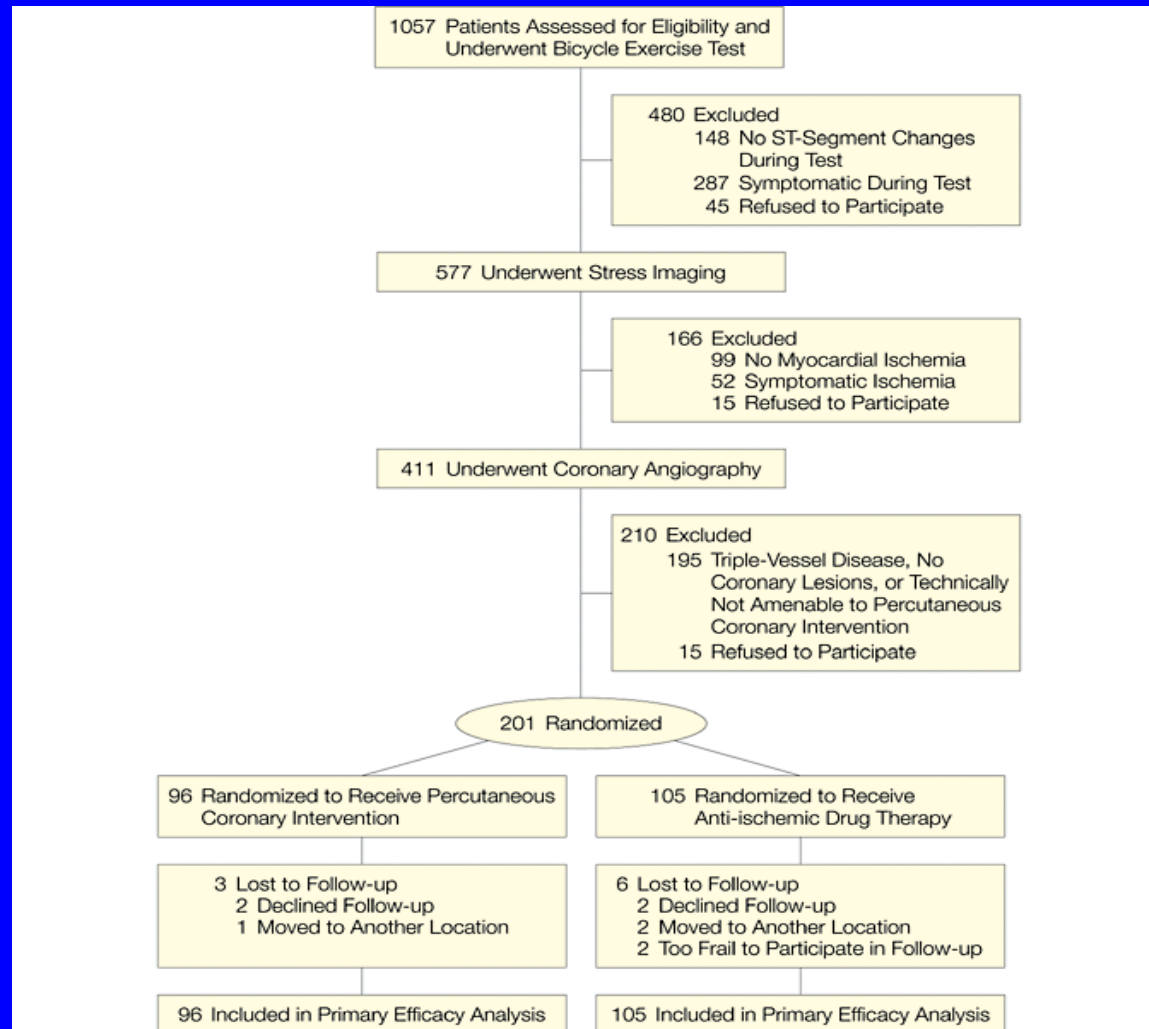 1057 Patients Assessed for Eligibility and
Underwent Bicycle Exercise Test
480 Excluded
148 No ST-Segment Changes
During Test
287 Symptomatic During Test
45 Refused to Participate
577 Underwent Stress Imaging
166 Excluded
99 No Myocardial Ischemia
52 Symptomatic Ischemia
15 Refused to Participate
411 Underwent Coronary Angiography
210 Excluded
195 Triple-Vessel Disease, No
Coronary Lesions, or Technically
Not Amenable to Percutaneous
Coronary Intervention
15 Refused to Participate
201 Randomized
96 Randomized to Receive Percutaneous
Coronary Intervention
105 Randomized to Receive
Anti-ischemic Drug Therapy
3 Lost to Follow-up
2 Declined Follow-up
1 Moved to Another Location
6 Lost to Follow-up
2 Declined Follow-up
2 Moved to Another Location
2 Too Frail to Participate in Follow-up
96 Included in Primary Efficacy Analysis
105 Included in Primary Efficacy Analysis